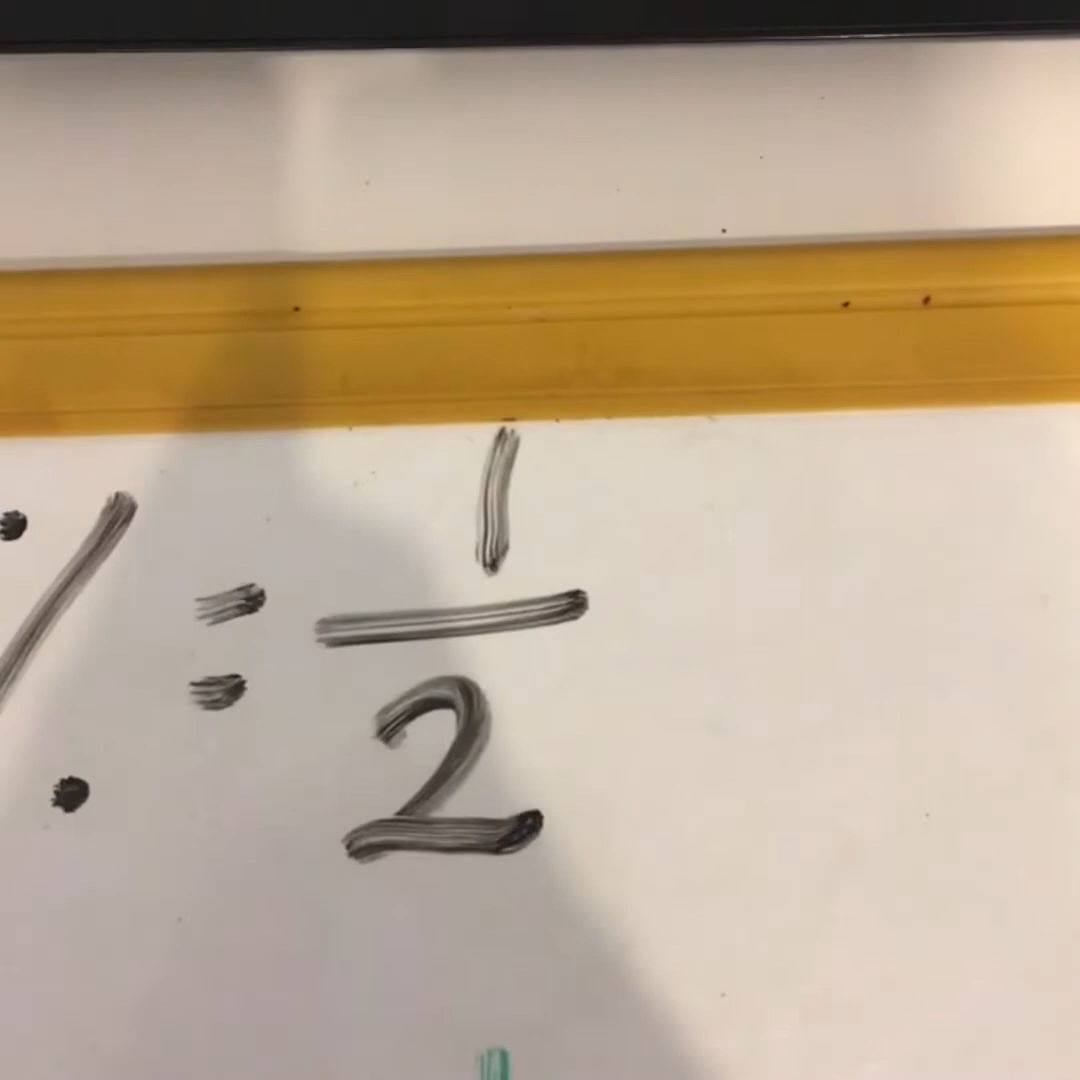 % = 1/2